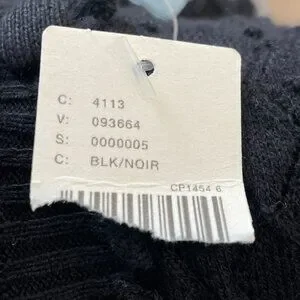 C: 4113
V: 093664
S: 0000005
C: BLK/NOIR
CP1454 6